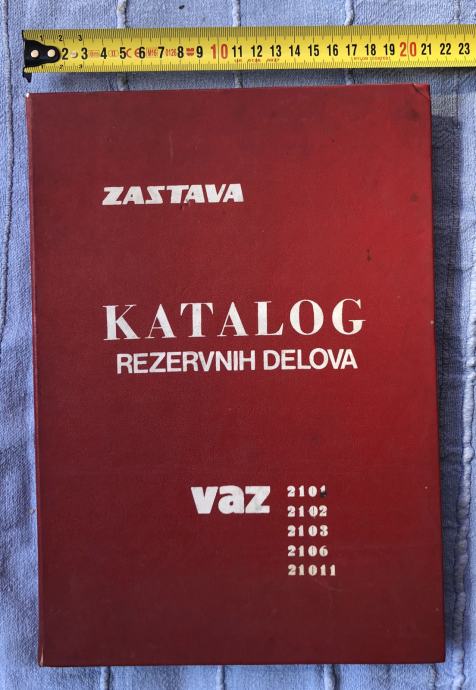 2 3 4 5 6 7 8 9 10 11 12 13 14 15 16 17 18 19 20 21 22 23
ZASTAVA
KATALOG
REZERVNIH DELOVA
vaz 2101
2102
2103
2106
21011